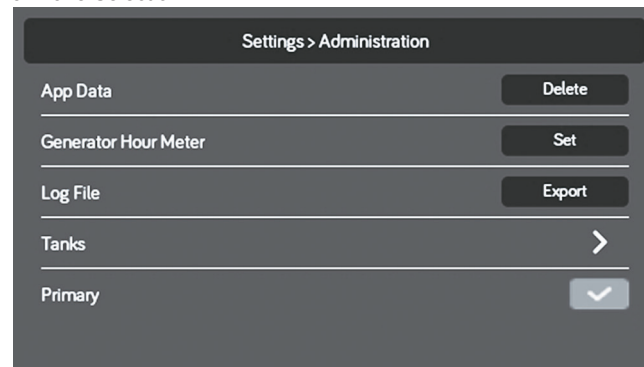 Settings > Administration
App Data Delete
Generator Hour Meter Set
Log File Export
Tanks
Primary